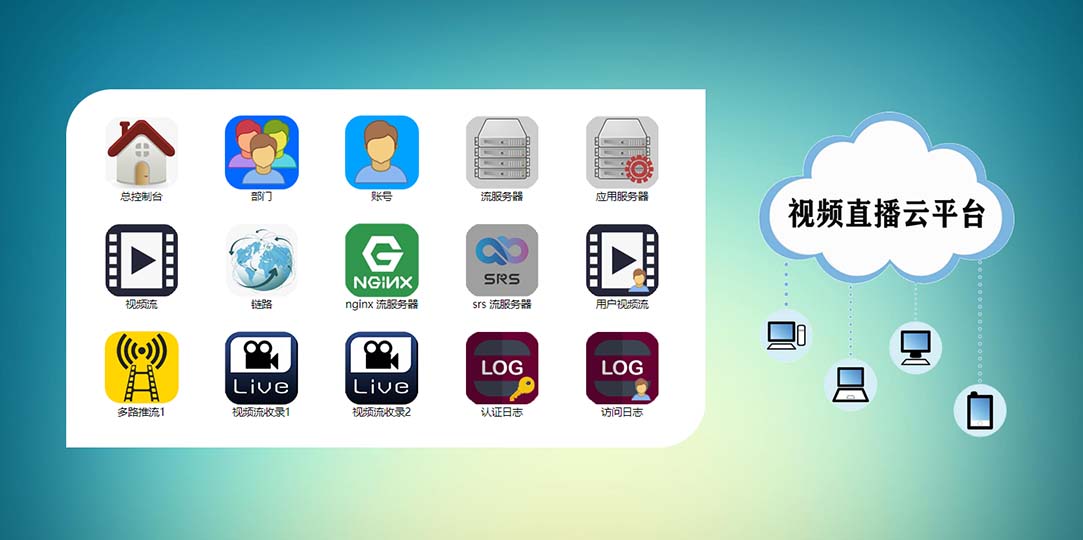 总控制台
部门
账号
流服务器
应用服务器
NGiNX
SRS
视频流
链路
nginx 流服务器
srs 流服务器
用户视频流
Live
Live
LOG
LOG
多路推流1
视频流收录1
视频流收录2
认证日志
访问日志
视频直播云平台